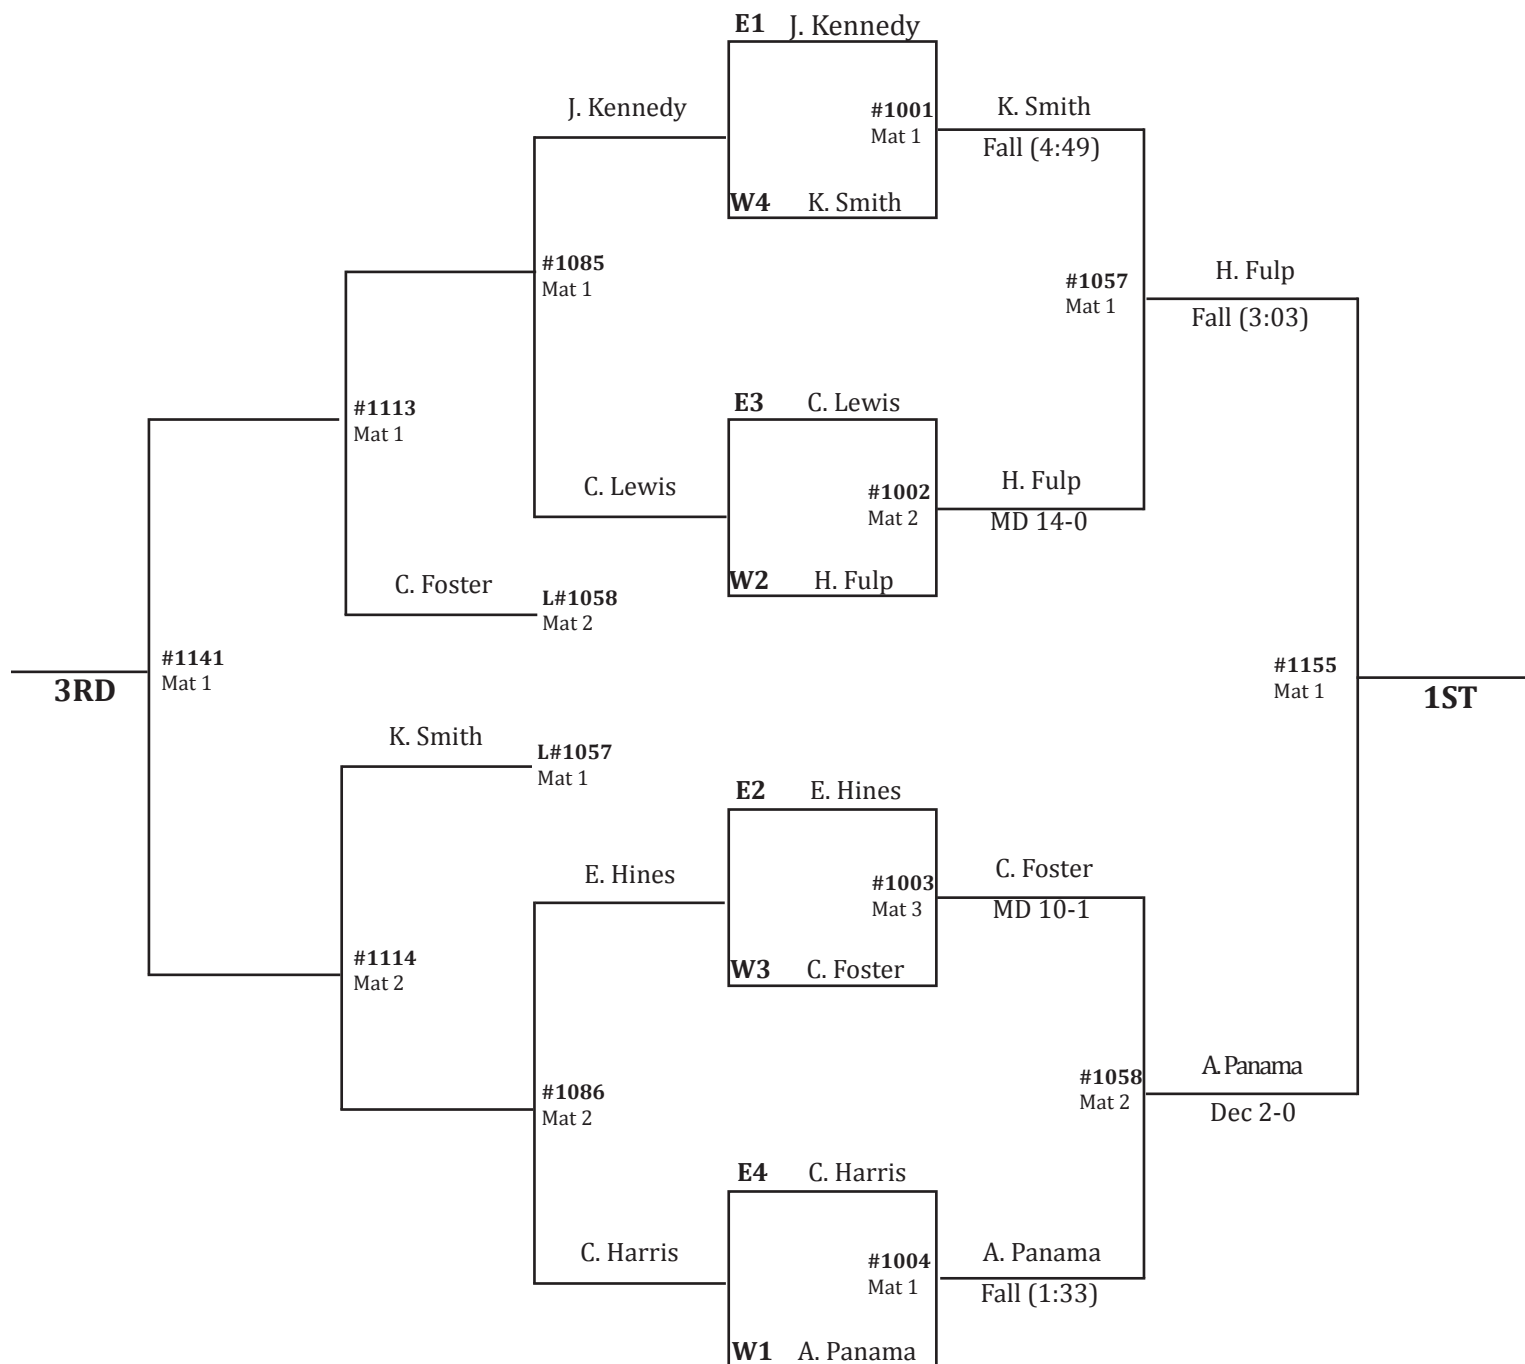 E1 J. Kennedy
J. Kennedy
#1001
Mat 1
K. Smith
Fall (4:49)
W4 K. Smith
#1085
Mat 1
#1057
Mat 1
H. Fulp
Fall (3:03)
E3 C. Lewis
#1113
Mat 1
C. Lewis
#1002
Mat 2
H. Fulp
MD 14-0
W2 H. Fulp
C. Foster
L#1058
Mat 2
#1141
Mat 1
3RD
#1155
Mat 1
1ST
K. Smith
L#1057
Mat 1
E2 E. Hines
E. Hines
#1003
Mat 3
C. Foster
MD 10-1
W3 C. Foster
#1114
Mat 2
#1086
Mat 2
#1058
Mat 2
A. Panama
Dec 2-0
E4 C. Harris
C. Harris
#1004
Mat 1
A. Panama
Fall (1:33)
W1 A. Panama